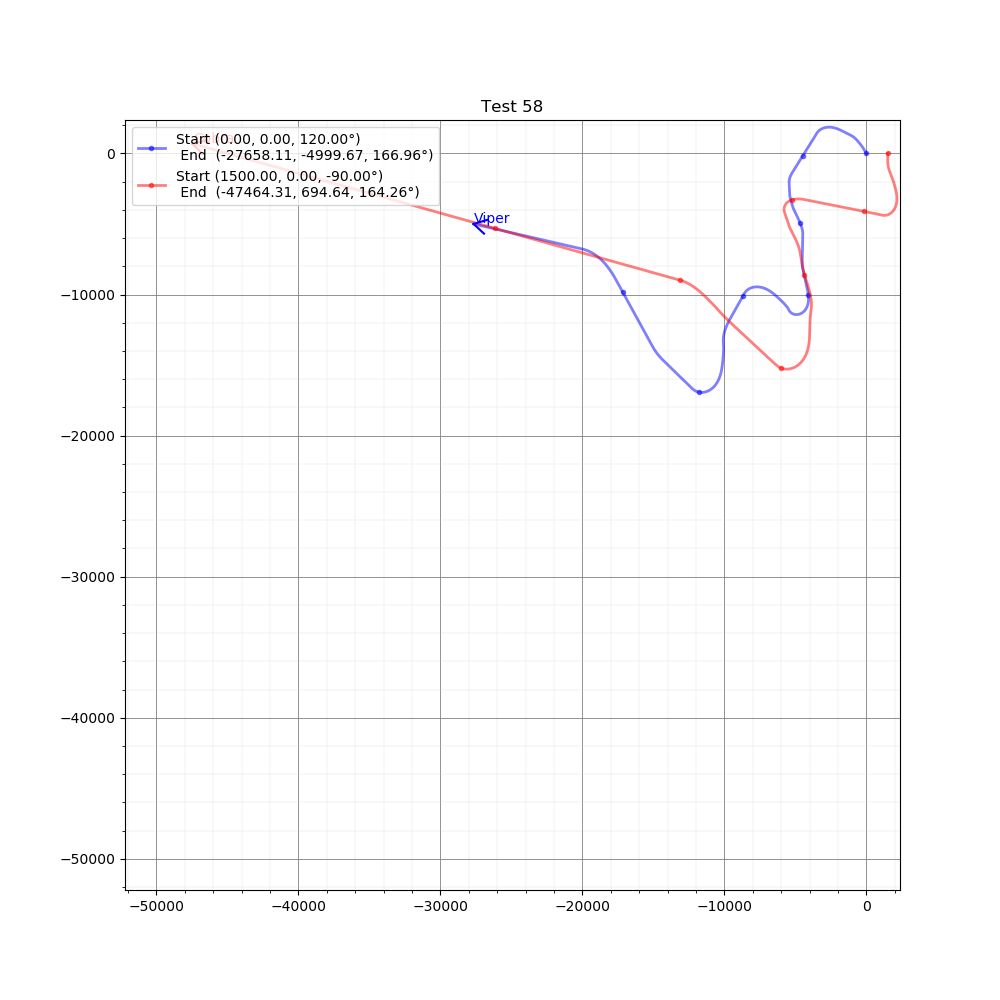 Test 58
Start (0.00, 0.00, 120.00°)
End (-27658.11, -4999.67, 166.96°)
Start (1500.00, 0.00, -90.00°)
End (-47464.31, 694.64, 164.26°)
Viper
0
−10000
−20000
−30000
−40000
−50000
−50000
−40000
−30000
−20000
−10000
0